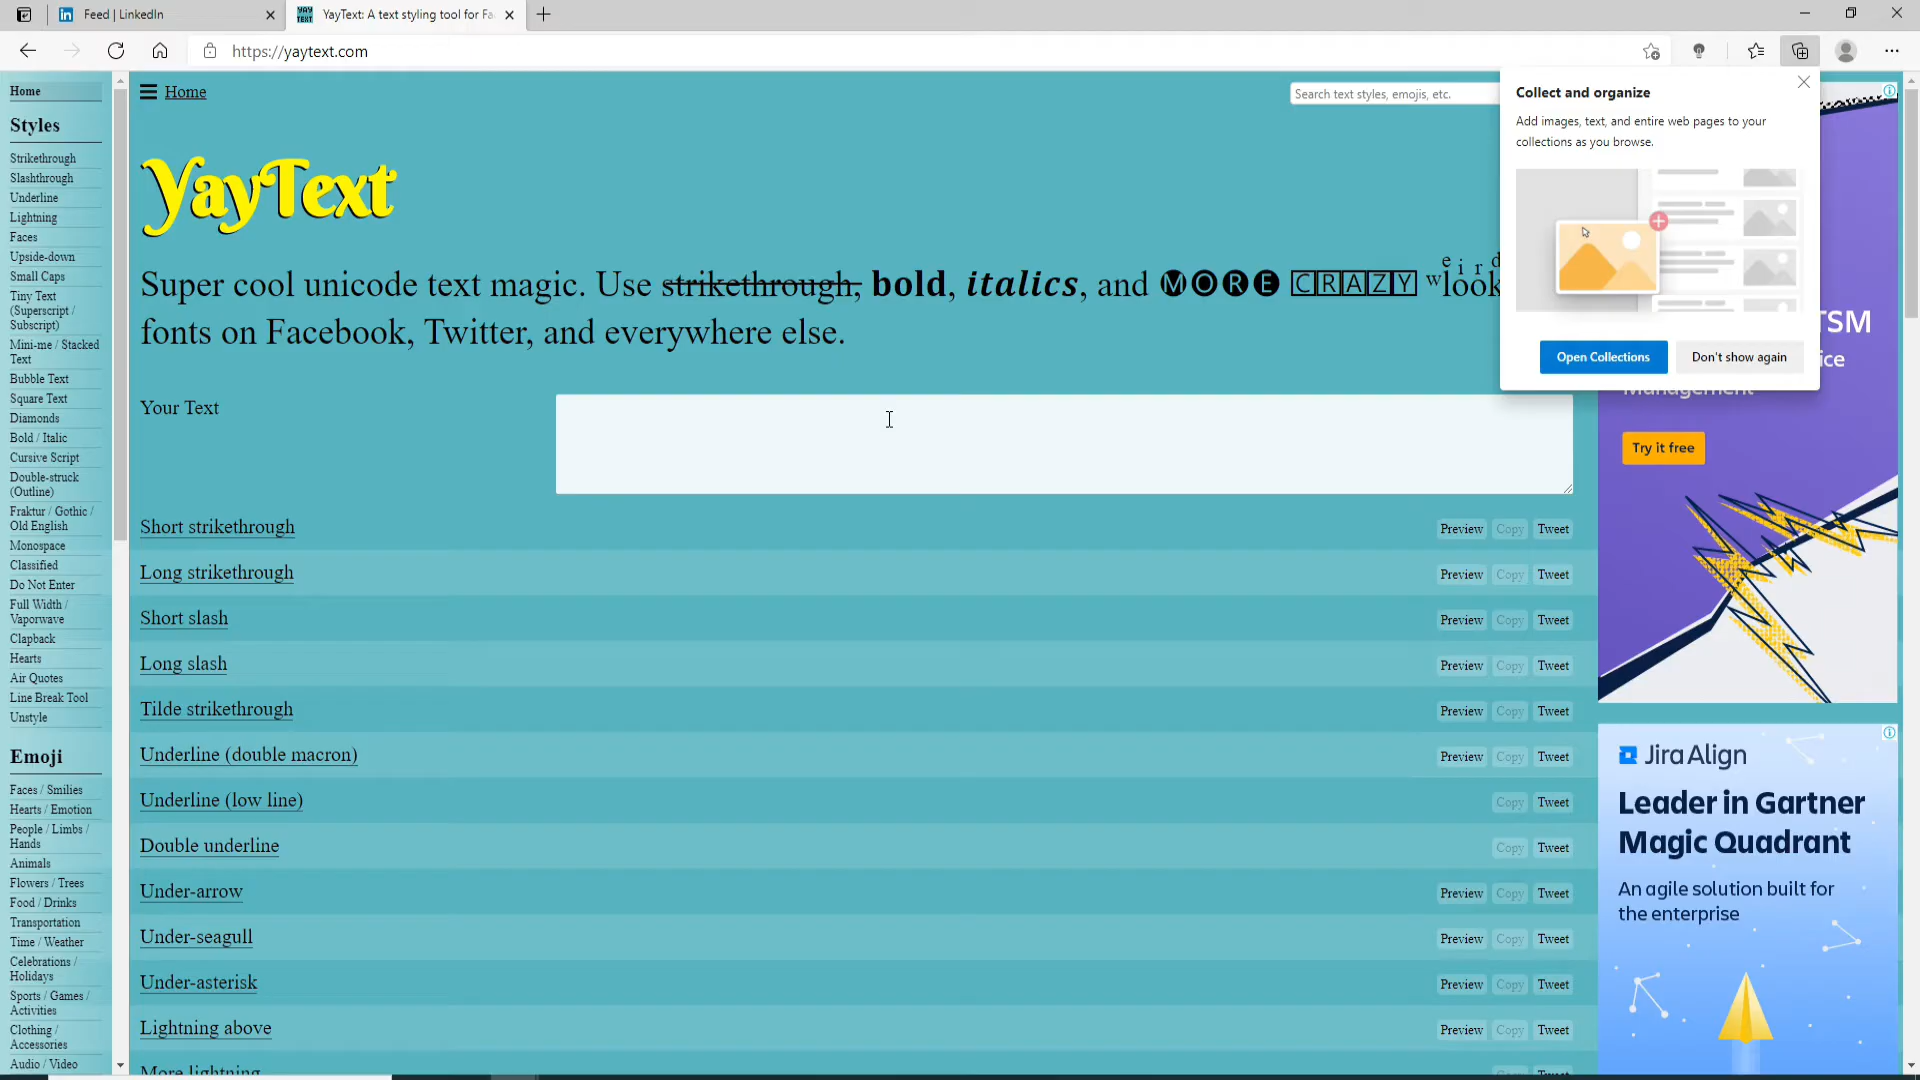 Feed | LinkedIn
YayText: A text styling tool for Fa
https://yaytext.com
Home
Styles
Strikethrough
Slashthrough
Underline
Lightning
Faces
Upside-down
Small Caps
Tiny Text
(Superscript /
Subscript)
Mini-me / Stacked
Text
Bubble Text
Square Text
Diamonds
Bold / Italic
Cursive Script
Double-struck
(Outline)
Fraktur / Gothic /
Old English
Monospace
Classified
Do Not Enter
Full Width /
Vaporwave
Clapback
Hearts
Air Quotes
Line Break Tool
Unstyle
Emoji
Faces / Smilies
Hearts / Emotion
People / Limbs /
Hands
Animals
Flowers / Trees
Food / Drinks
Transportation
Time / Weather
Celebrations /
Holidays
Sports / Games /
Activities
Clothing /
Accessories
Audio / Video
Home
Search text styles, emojis, etc.
YayText
Super cool unicode text magic. Use strikethrough, bold, italics, and MORE CRAZY weird look
fonts on Facebook, Twitter, and everywhere else.
Your Text
Short strikethrough Preview Copy Tweet
Long strikethrough Preview Copy Tweet
Short slash Preview Copy Tweet
Long slash Preview Copy Tweet
Tilde strikethrough Preview Copy Tweet
Underline (double macron) Preview Copy Tweet
Underline (low line) Copy Tweet
Double underline Copy Tweet
Under-arrow Preview Copy Tweet
Under-seagull Preview Copy Tweet
Under-asterisk Preview Copy Tweet
Lightning above Preview Copy Tweet
More lightning
Collect and organize
Add images, text, and entire web pages to your
collections as you browse.
Open Collections Don't show again
TSM
ice
Management
Try it free
Jira Align
Leader in Gartner
Magic Quadrant
An agile solution built for
the enterprise